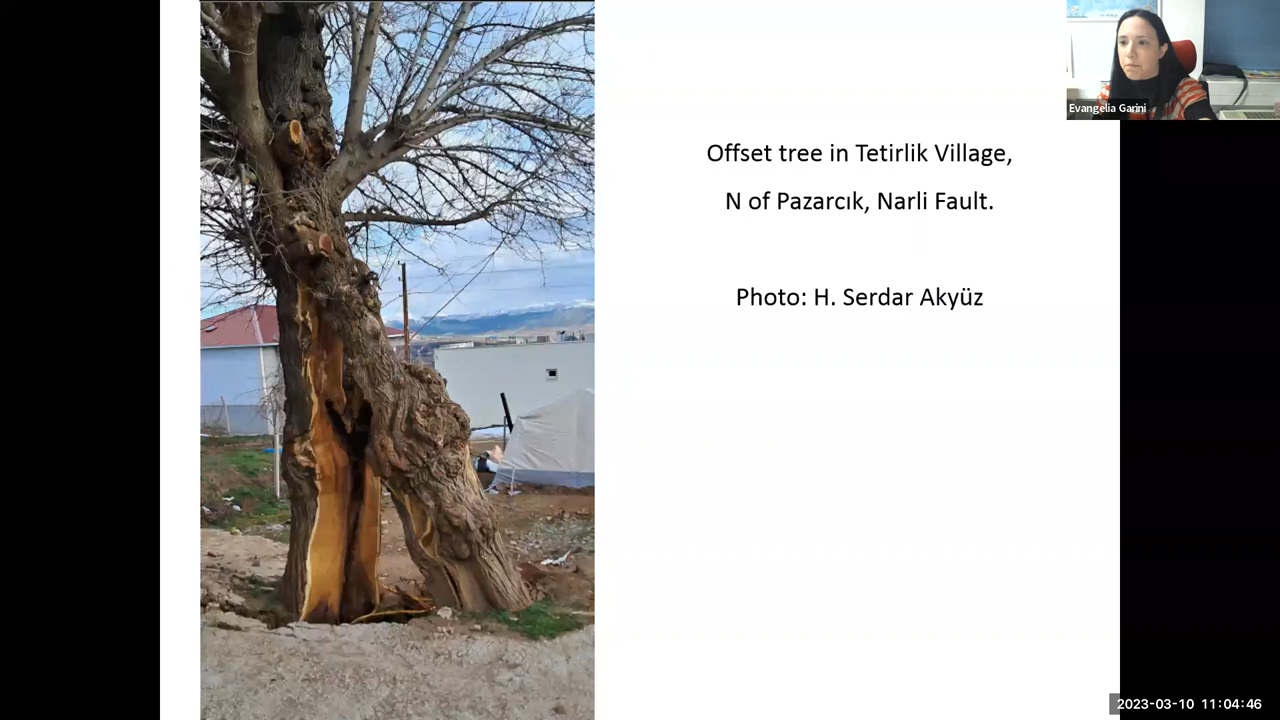 Evangelia Garini
Offset tree in Tetirlik Village,
N of Pazarcık, Narli Fault.
Photo: H. Serdar Akyüz
2023-03-10 11:04:46